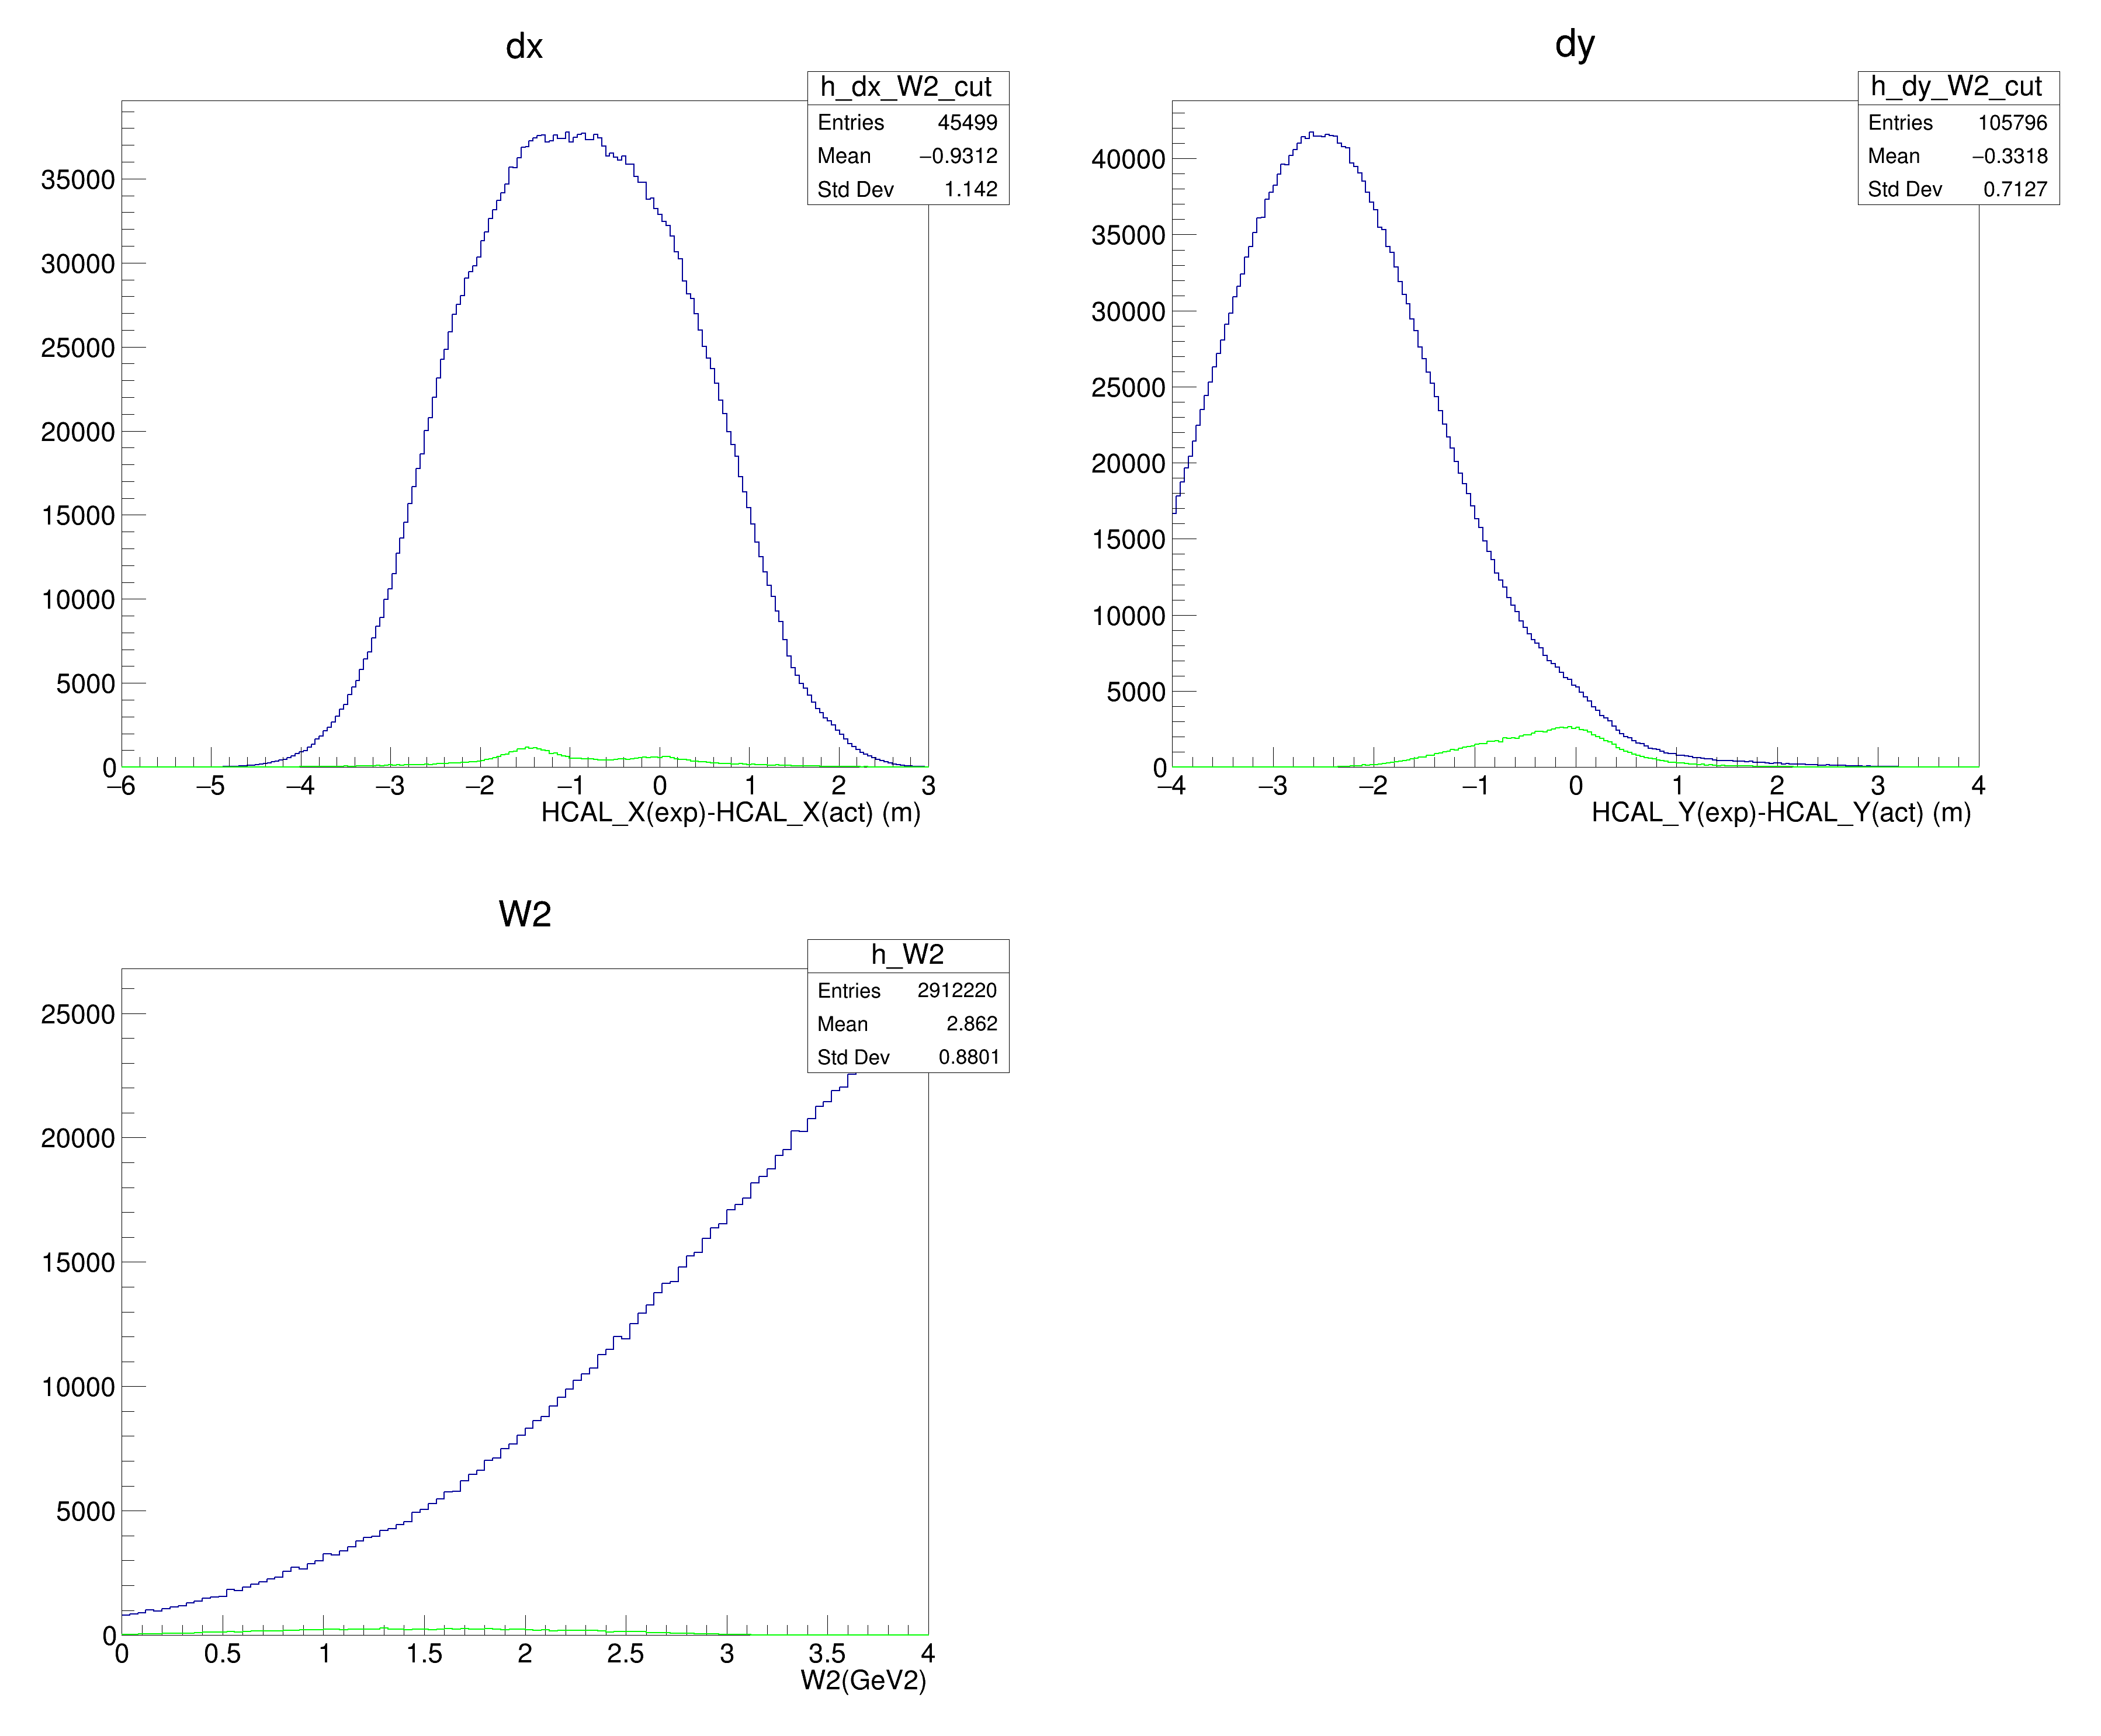 dx
h_dx_W2_cut
Entries 45499
Mean −0.9312
Std Dev 1.142
35000
30000
25000
20000
15000
10000
5000
0
−6 −5 −4 −3 −2 −1 0 1 2 3
HCAL_X(exp)-HCAL_X(act) (m)
dy
h_dy_W2_cut
Entries 105796
Mean −0.3318
Std Dev 0.7127
40000
35000
30000
25000
20000
15000
10000
5000
0
−4 −3 −2 −1 0 1 2 3 4
HCAL_Y(exp)-HCAL_Y(act) (m)
W2
h_W2
Entries 2912220
Mean 2.862
Std Dev 0.8801
25000
20000
15000
10000
5000
0
0 0.5 1 1.5 2 2.5 3 3.5 4
W2(GeV2)